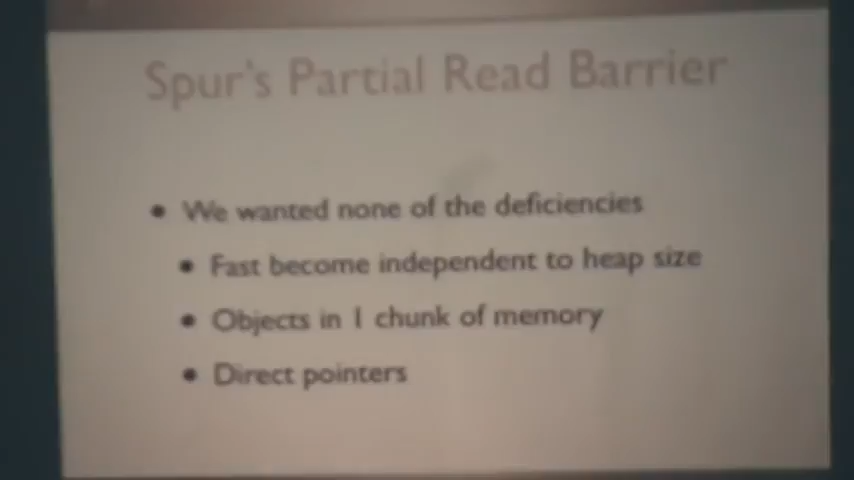 Spur's Partial Read Barrier
• We wanted none of the deficiencies
• Fast become independent to heap size
• Objects in 1 chunk of memory
• Direct pointers